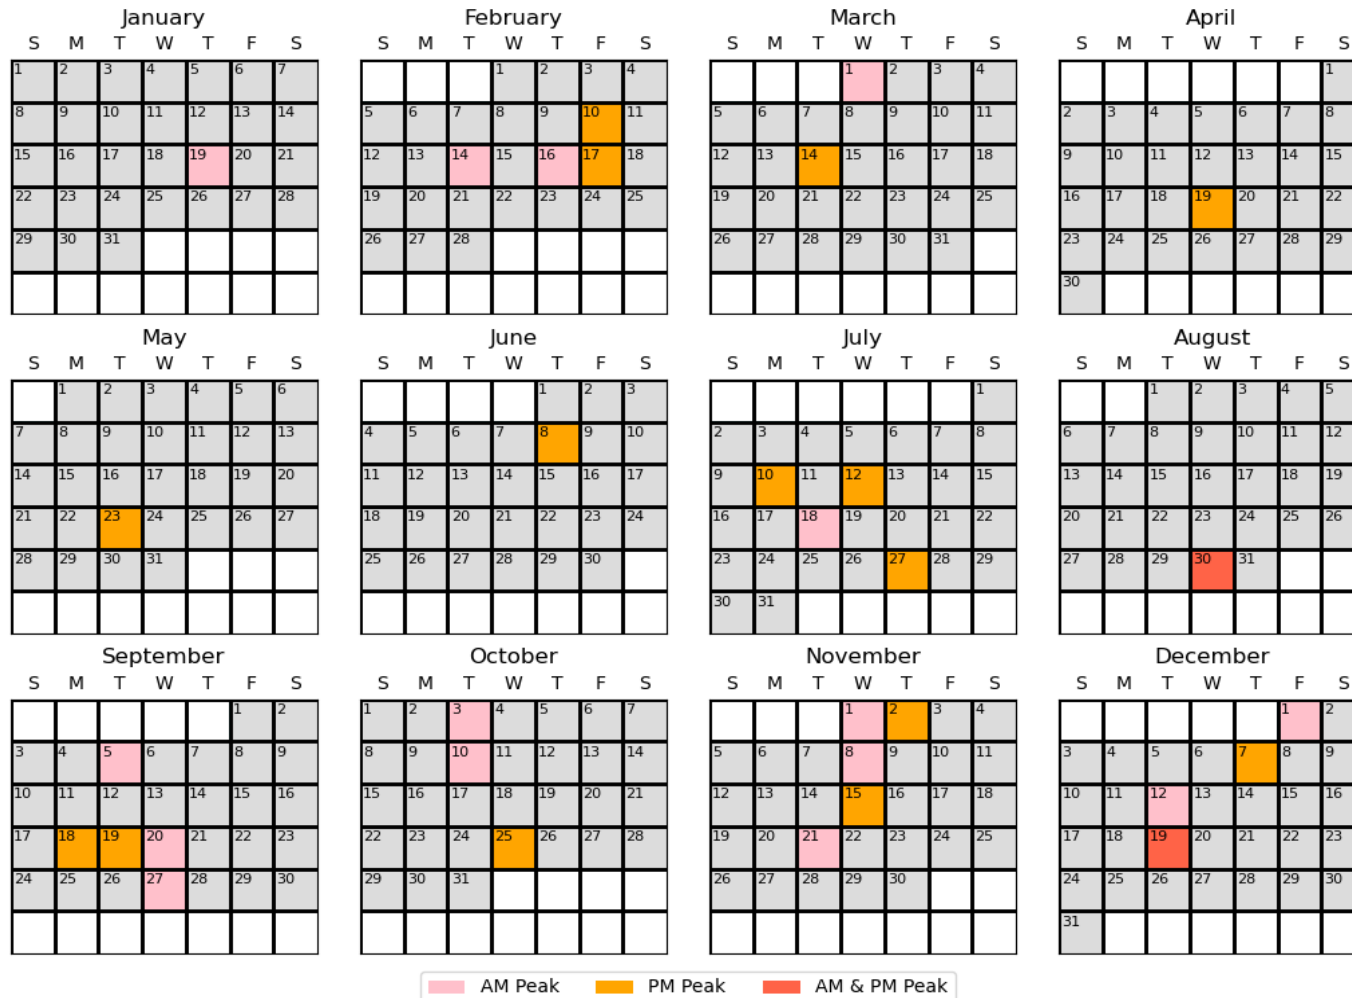 January February March April
S M T W T F S S M T W T F S S M T W T F S S M T W T F S
1 2 3 4 5 6 7 1 2 3 4 1 2 3 4 1
8 9 10 11 12 13 14 5 6 7 8 9 10 11 5 6 7 8 9 10 11 2 3 4 5 6 7 8
15 16 17 18 19 20 21 12 13 14 15 16 17 18 12 13 14 15 16 17 18 9 10 11 12 13 14 15
22 23 24 25 26 27 28 19 20 21 22 23 24 25 19 20 21 22 23 24 25 16 17 18 19 20 21 22
29 30 31 26 27 28 26 27 28 29 30 31 23 24 25 26 27 28 29
30
May June July August
S M T W T F S S M T W T F S S M T W T F S S M T W T F S
1 2 3 4 5 6 1 2 3 1 1 2 3 4 5
7 8 9 10 11 12 13 4 5 6 7 8 9 10 2 3 4 5 6 7 8 6 7 8 9 10 11 12
14 15 16 17 18 19 20 11 12 13 14 15 16 17 9 10 11 12 13 14 15 13 14 15 16 17 18 19
21 22 23 24 25 26 27 18 19 20 21 22 23 24 16 17 18 19 20 21 22 20 21 22 23 24 25 26
28 29 30 31 25 26 27 28 29 30 23 24 25 26 27 28 29 27 28 29 30 31
30 31
September October November December
S M T W T F S S M T W T F S S M T W T F S S M T W T F S
1 2 1 2 3 4 5 6 7 1 2 3 4 1 2
3 4 5 6 7 8 9 8 9 10 11 12 13 14 5 6 7 8 9 10 11 3 4 5 6 7 8 9
10 11 12 13 14 15 16 15 16 17 18 19 20 21 12 13 14 15 16 17 18 10 11 12 13 14 15 16
17 18 19 20 21 22 23 22 23 24 25 26 27 28 19 20 21 22 23 24 25 17 18 19 20 21 22 23
24 25 26 27 28 29 30 29 30 31 26 27 28 29 30 24 25 26 27 28 29 30
31
AM Peak PM Peak AM & PM Peak